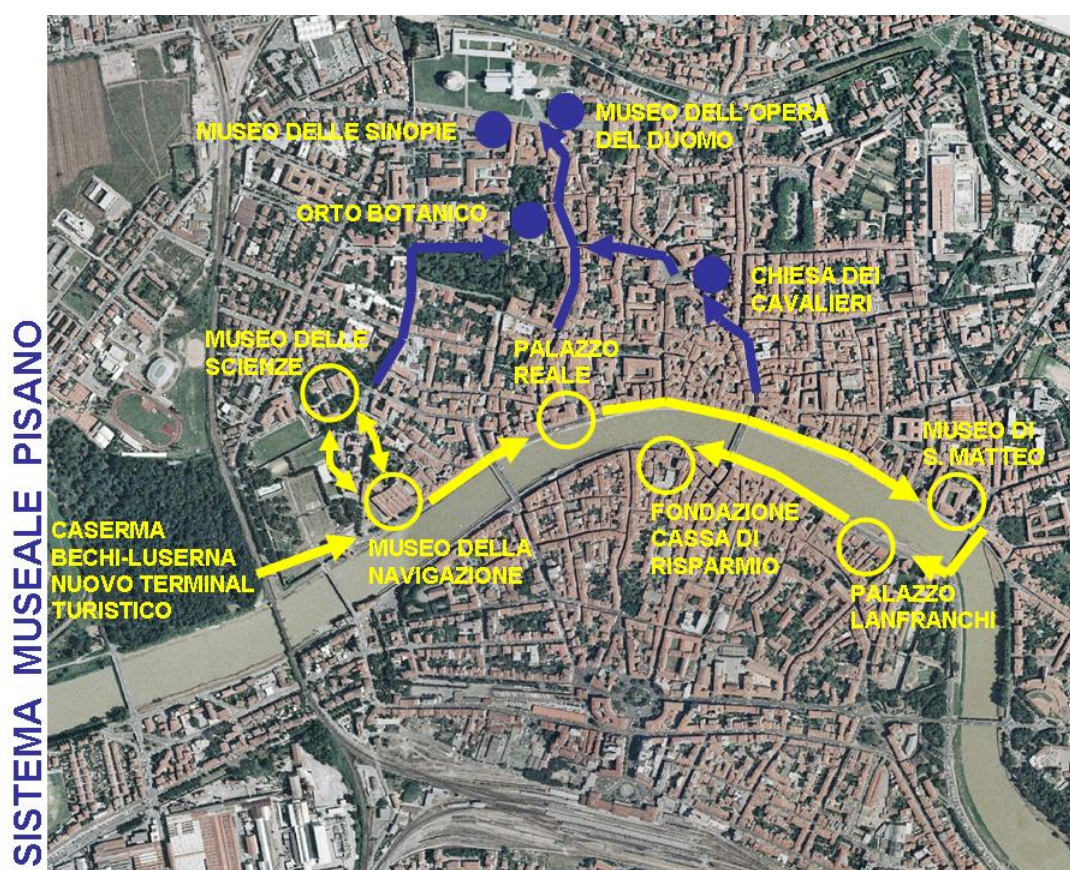 SISTEMA MUSEALE PISANO
MUSEO DELLE SINOPIE
MUSEO DELL'OPERA
DEL DUOMO
ORTO BOTANICO
CHIESA DEI
CAVALIERI
MUSEO DELLE
SCIENZE
PALAZZO
REALE
MUSEO DI
S. MATTEO
CASERMA
BECHI-LUSERNA
NUOVO TERMINAL
TURISTICO
MUSEO DELLA
NAVIGAZIONE
FONDAZIONE
CASSA DI
RISPARMIO
PALAZZO
LANFRANCHI